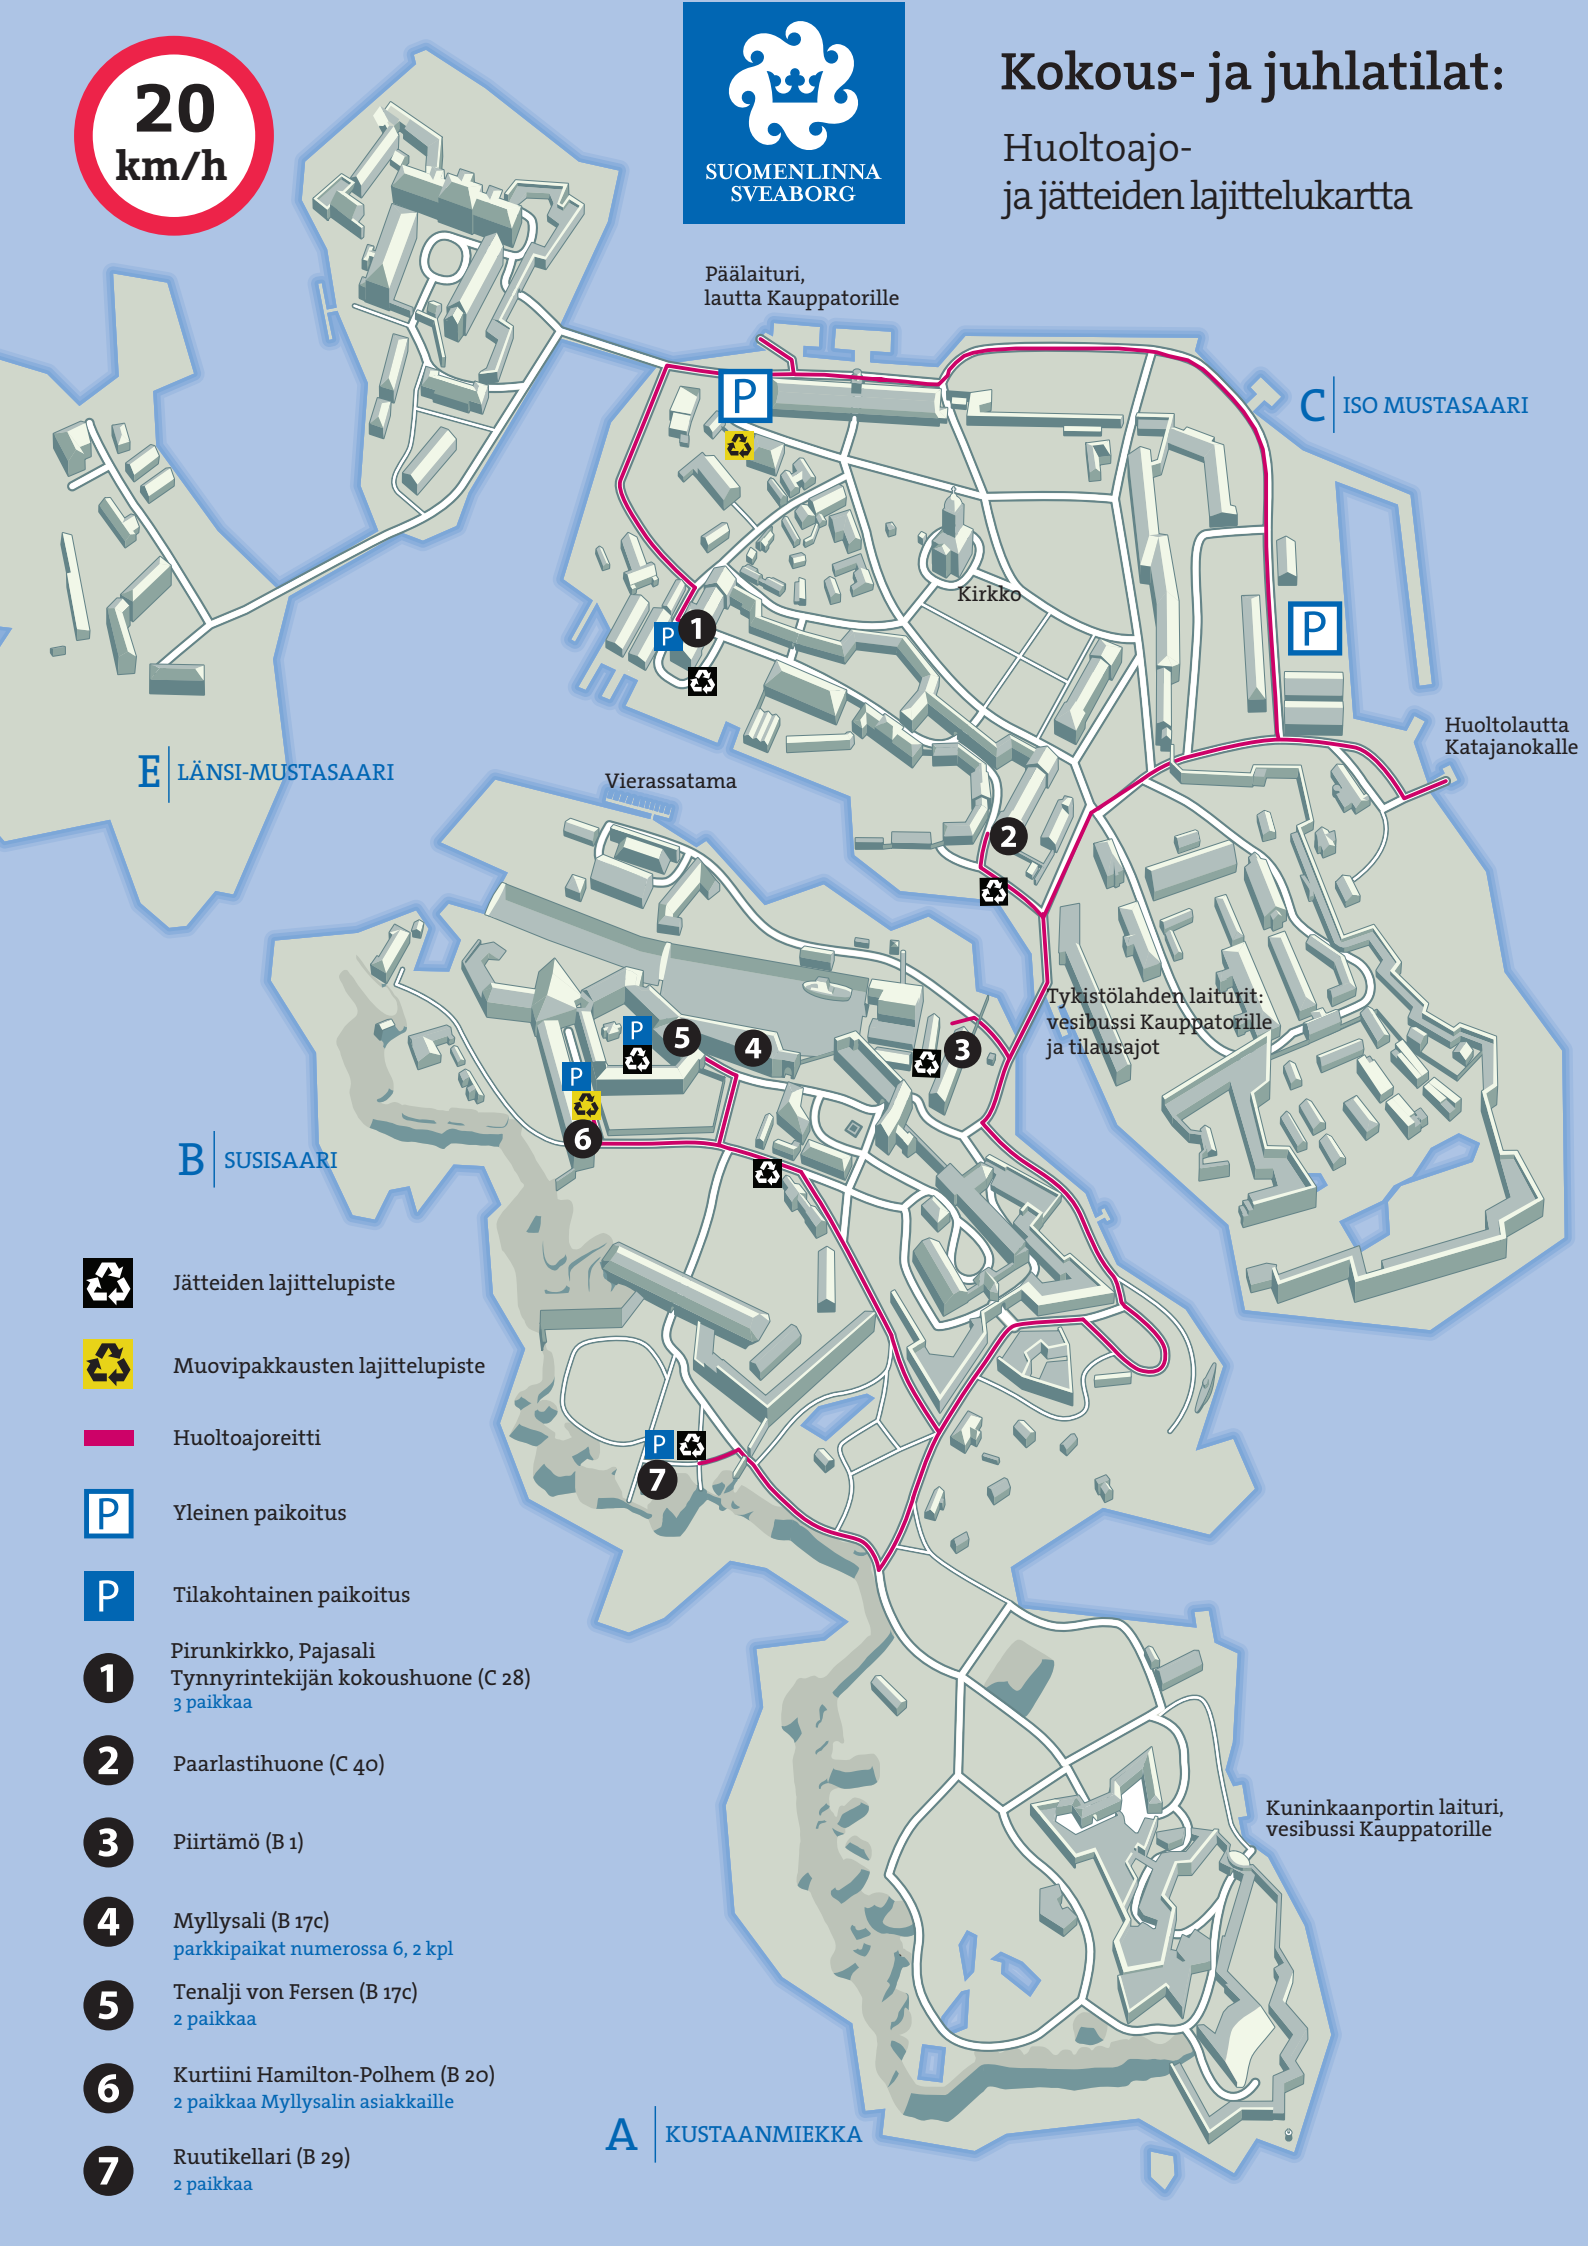 20
km/h
SUOMENLINNA
SVEABORG
Kokous- ja juhlatilat:
Huoltoajo-
ja jätteiden lajittelukartta
Päälaituri,
lautta Kauppatorille
P
C ISO MUSTASAARI
Kirkko
P
P 1
Huoltolautta
Katajanokalle
E LÄNSI-MUSTASAARI
Vierassatama
2
Tykistölahden laiturit:
vesibussi Kauppatorille
ja tilausajot
P 5 4 3
P
6
B SUSISAARI
P
7
Jätteiden lajittelupiste
Muovipakkausten lajittelupiste
Huoltoajoreitti
P Yleinen paikoitus
P Tilakohtainen paikoitus
1 Pirunkirkko, Pajasali
Tynnyrintekijän kokoushuone (C 28)
3 paikkaa
2 Paarlastihuone (C 40)
3 Piirtämö (B 1)
4 Myllysali (B 17c)
parkkipaikat numerossa 6, 2 kpl
5 Tenalji von Fersen (B 17c)
2 paikkaa
6 Kurtiini Hamilton-Polhem (B 20)
2 paikkaa Myllysalin asiakkaille
7 Ruutikellari (B 29)
2 paikkaa
Kuninkaanportin laituri,
vesibussi Kauppatorille
A KUSTAANMIEKKA